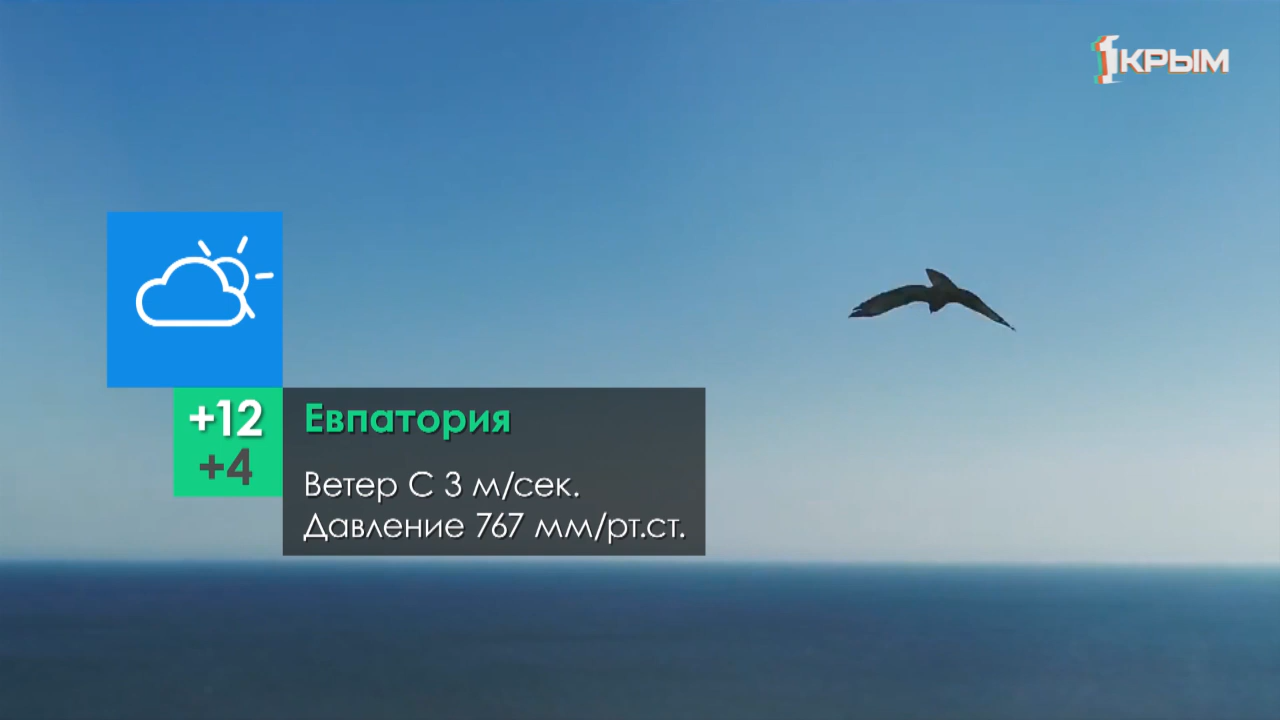 1КРЫМ
+12
+4
Евпатория
Ветер С 3 м/сек.
Давление 767 мм/рт.ст.